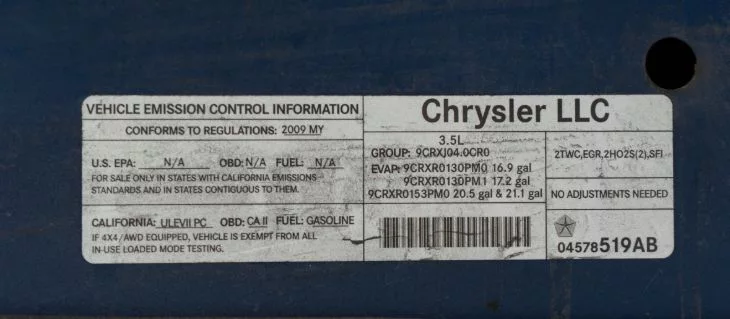 VEHICLE EMISSION CONTROL INFORMATION
CONFORMS TO REGULATIONS: 2009 MY
U.S. EPA: N/A OBD: N/A FUEL: N/A
FOR SALE ONLY IN STATES WITH CALIFORNIA EMISSIONS
STANDARDS AND IN STATES CONTIGUOUS TO THEM.
CALIFORNIA: ULEVII PC OBD: CA II FUEL: GASOLINE
IF 4X4/AWD EQUIPPED, VEHICLE IS EXEMPT FROM ALL
IN-USE LOADED MODE TESTING.
Chrysler LLC
3.5L
GROUP: 9CRXJ04.0CR0
EVAP: 9CRXR0130PM0 16.9 gal
9CRXR0130PM1 17.2 gal
9CRXR0153PM0 20.5 gal & 21.1 gal
2TWC,EGR,2HO2S(2),SFI
NO ADJUSTMENTS NEEDED
04578519AB